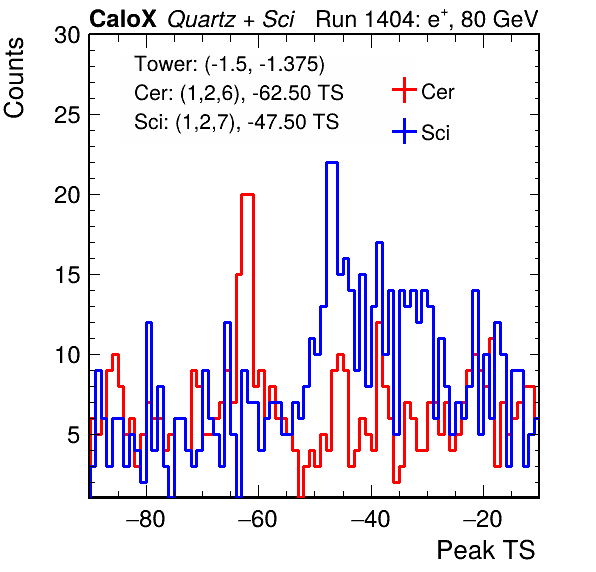 CaloX Quartz + Sci Run 1404: e⁺, 80 GeV
Counts
30
25
20
15
10
5
Tower: (-1.5, -1.375)
Cer: (1,2,6), -62.50 TS
Sci: (1,2,7), -47.50 TS
Cer
Sci
−80 −60 −40 −20
Peak TS